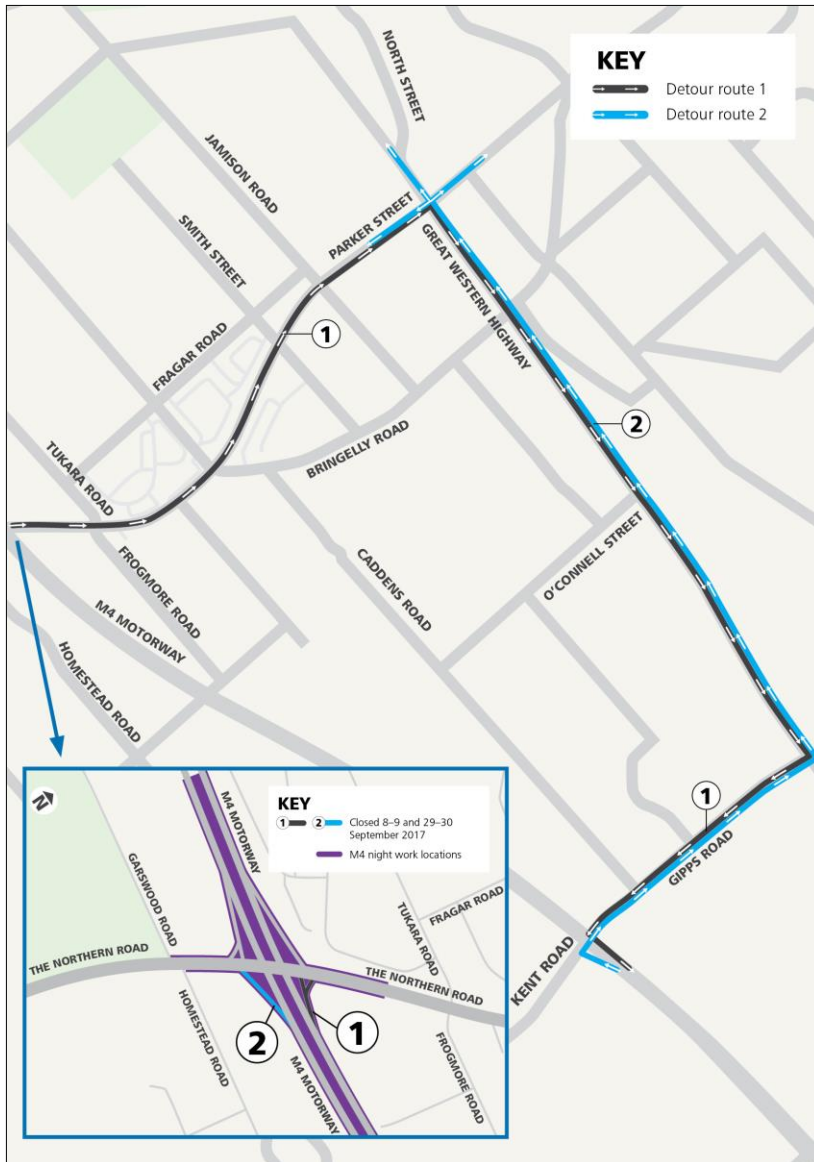 KEY
Detour route 1
Detour route 2
NORTH STREET
JAMISON ROAD
SMITH STREET
PARKER STREET
GREAT WESTERN HIGHWAY
FRAGAR ROAD
1
2
BRINGELLY ROAD
TUKARA ROAD
O'CONNELL STREET
FROGMORE ROAD
CADDENS ROAD
M4 MOTORWAY
HOMESTEAD ROAD
1
GIPPS ROAD
KENT ROAD
N
M4 MOTORWAY
KEY
1 2 Closed 8–9 and 29–30
September 2017
M4 night work locations
GARSWOOD ROAD
TUKARA ROAD
FRAGAR ROAD
THE NORTHERN ROAD
THE NORTHERN ROAD
HOMESTEAD ROAD
2
1
M4 MOTORWAY
FROGMORE ROAD